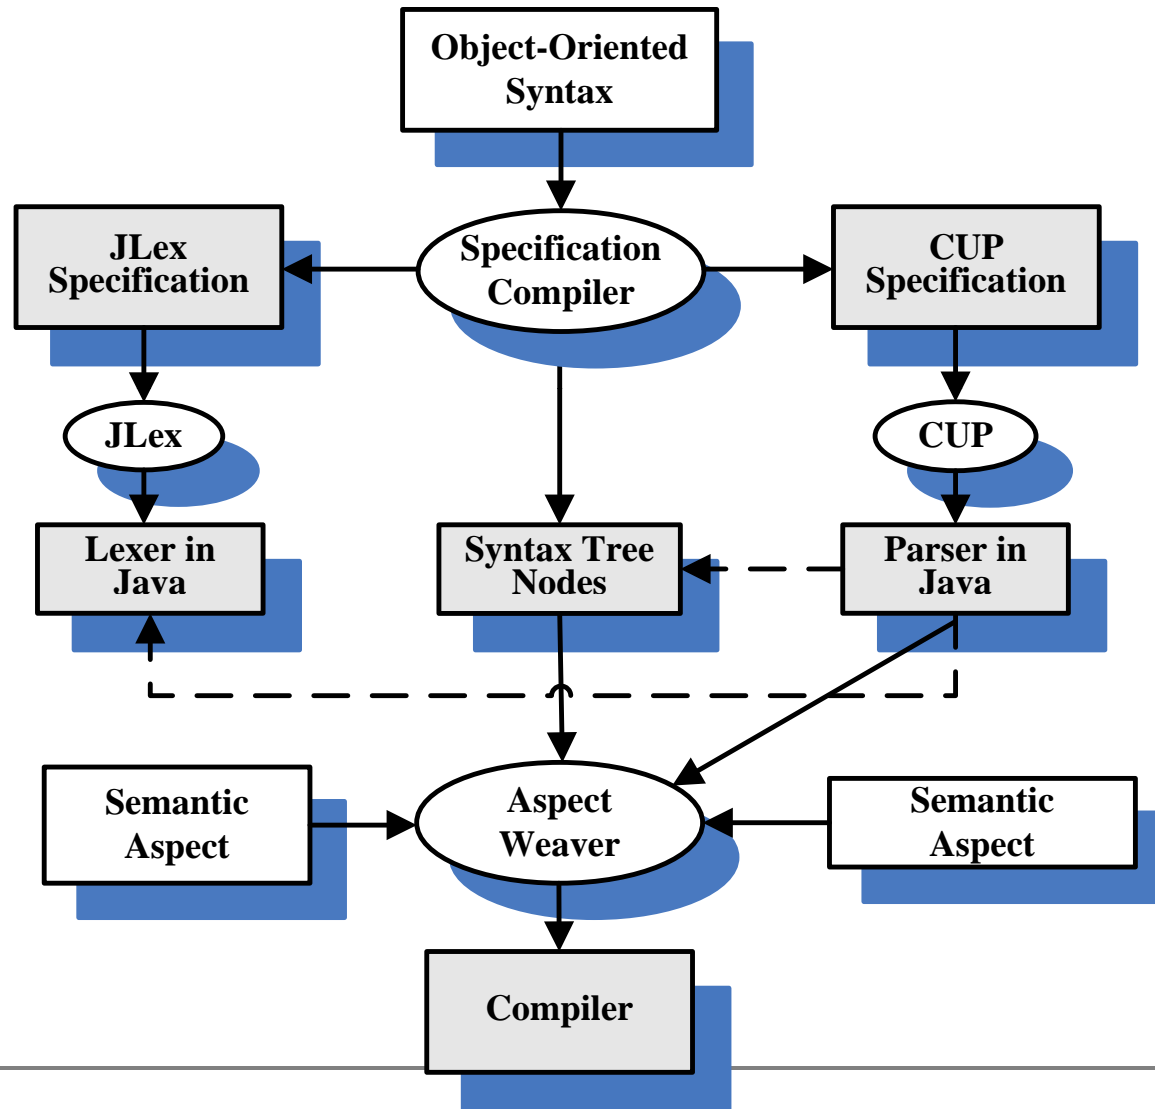 Object-Oriented
Syntax
JLex
Specification
Specification
Compiler
CUP
Specification
JLex
CUP
Lexer in
Java
Syntax Tree
Nodes
Parser in
Java
Semantic
Aspect
Aspect
Weaver
Semantic
Aspect
Compiler